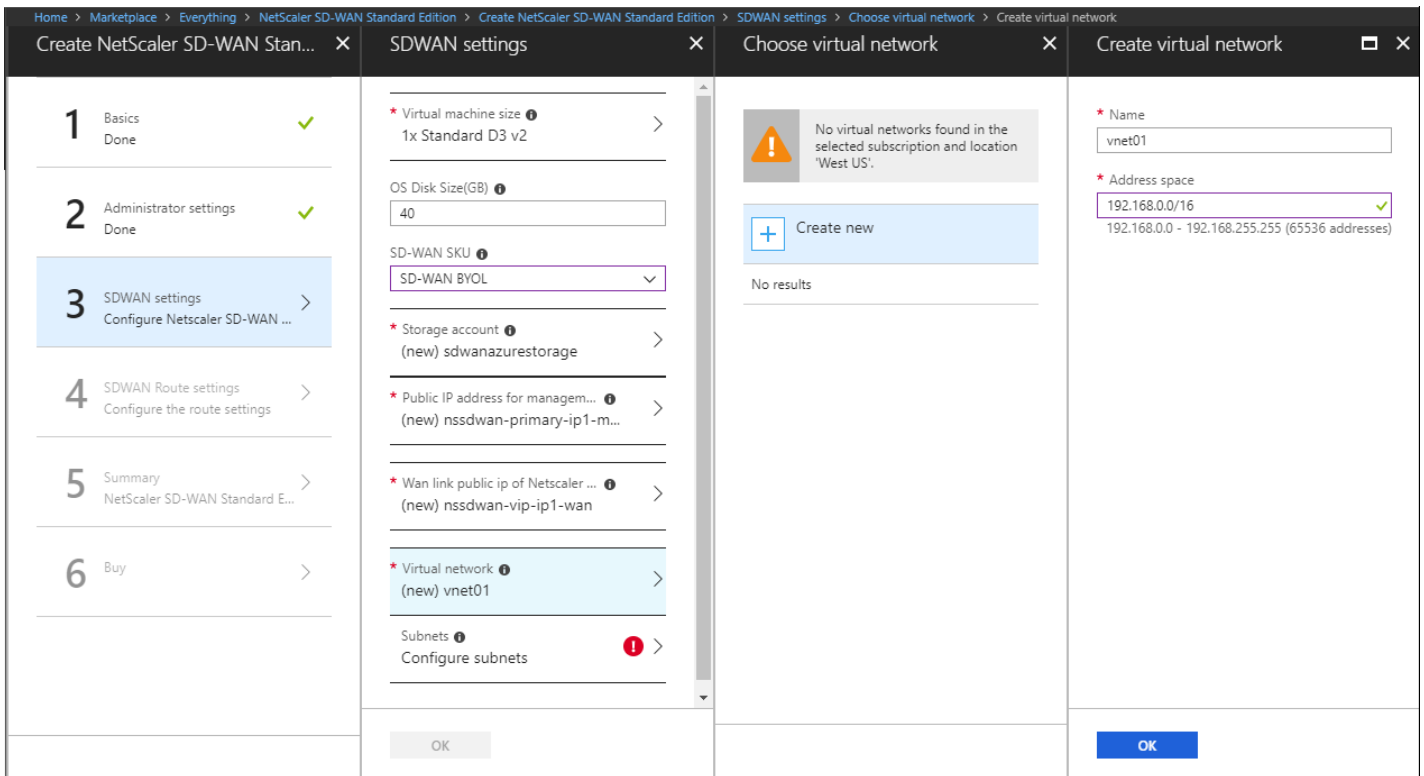 Home > Marketplace > Everything > NetScaler SD-WAN Standard Edition > Create NetScaler SD-WAN Standard Edition > SDWAN settings > Choose virtual network > Create virtual network
Create NetScaler SD-WAN Stan...
1
Basics
Done
2
Administrator settings
Done
3
SDWAN settings
Configure Netscaler SD-WAN ...
4
SDWAN Route settings
Configure the route settings
5
Summary
NetScaler SD-WAN Standard E...
6
Buy
SDWAN settings
* Virtual machine size
1x Standard D3 v2
OS Disk Size(GB)
40
SD-WAN SKU
SD-WAN BYOL
* Storage account
(new) sdwanazurestorage
* Public IP address for managem...
(new) nssdwan-primary-ip1-m...
* Wan link public ip of Netscaler ...
(new) nssdwan-vip-ip1-wan
* Virtual network
(new) vnet01
Subnets
Configure subnets
OK
Choose virtual network
No virtual networks found in the
selected subscription and location
'West US'.
Create new
No results
Create virtual network
* Name
vnet01
* Address space
192.168.0.0/16
192.168.0.0 - 192.168.255.255 (65536 addresses)
OK